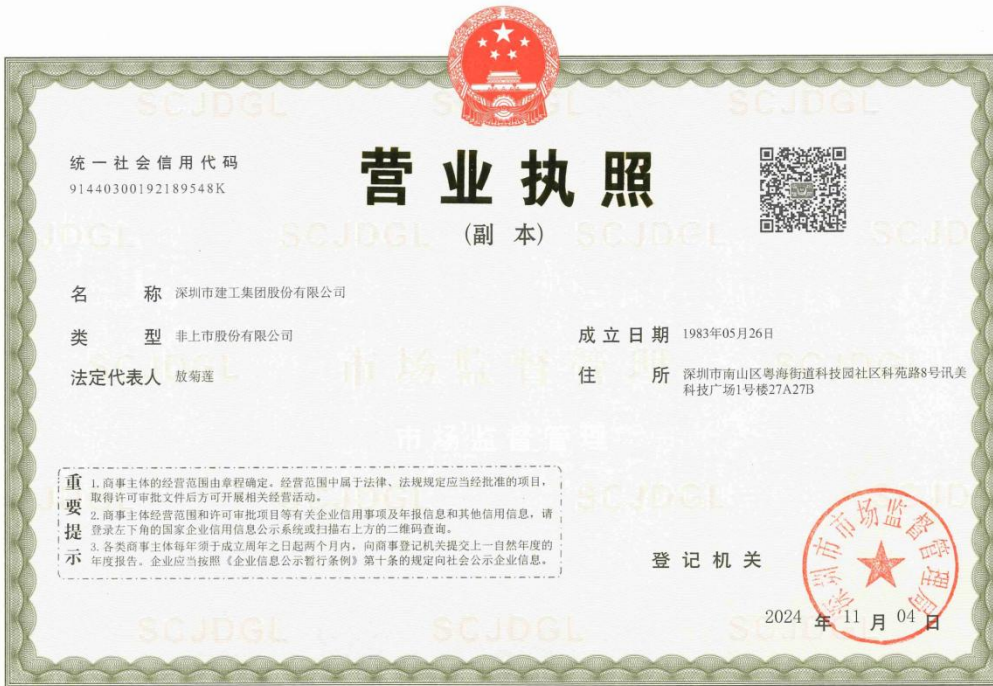 统一社会信用代码
91440300192189548K
营业执照
(副 本)
名 称 深圳市建工集团股份有限公司
类 型 非上市股份有限公司
法定代表人 敖菊莲
成立日期 1983年05月26日
住 所 深圳市南山区粤海街道科技园社区科苑路8号讯美
科技广场1号楼27A27B
重要提示
1. 商事主体的经营范围由章程确定。经营范围中属于法律、法规规定应当经批准的项目，
取得许可审批文件后方可开展相关经营活动。
2. 商事主体经营范围和许可审批项目等有关企业信用事项及年报信息和其他信用信息，请
登录左下角的国家企业信用信息公示系统或扫描右上方的二维码查询。
3. 各类商事主体每年须于成立周年之日起两个月内，向商事登记机关提交上一自然年度的
年度报告。企业应当按照《企业信息公示暂行条例》第十条的规定向社会公示企业信息。
登记机关
深圳市市场监督管理局
2024 年 11 月 04 日
SCJDGL
市场监督管理